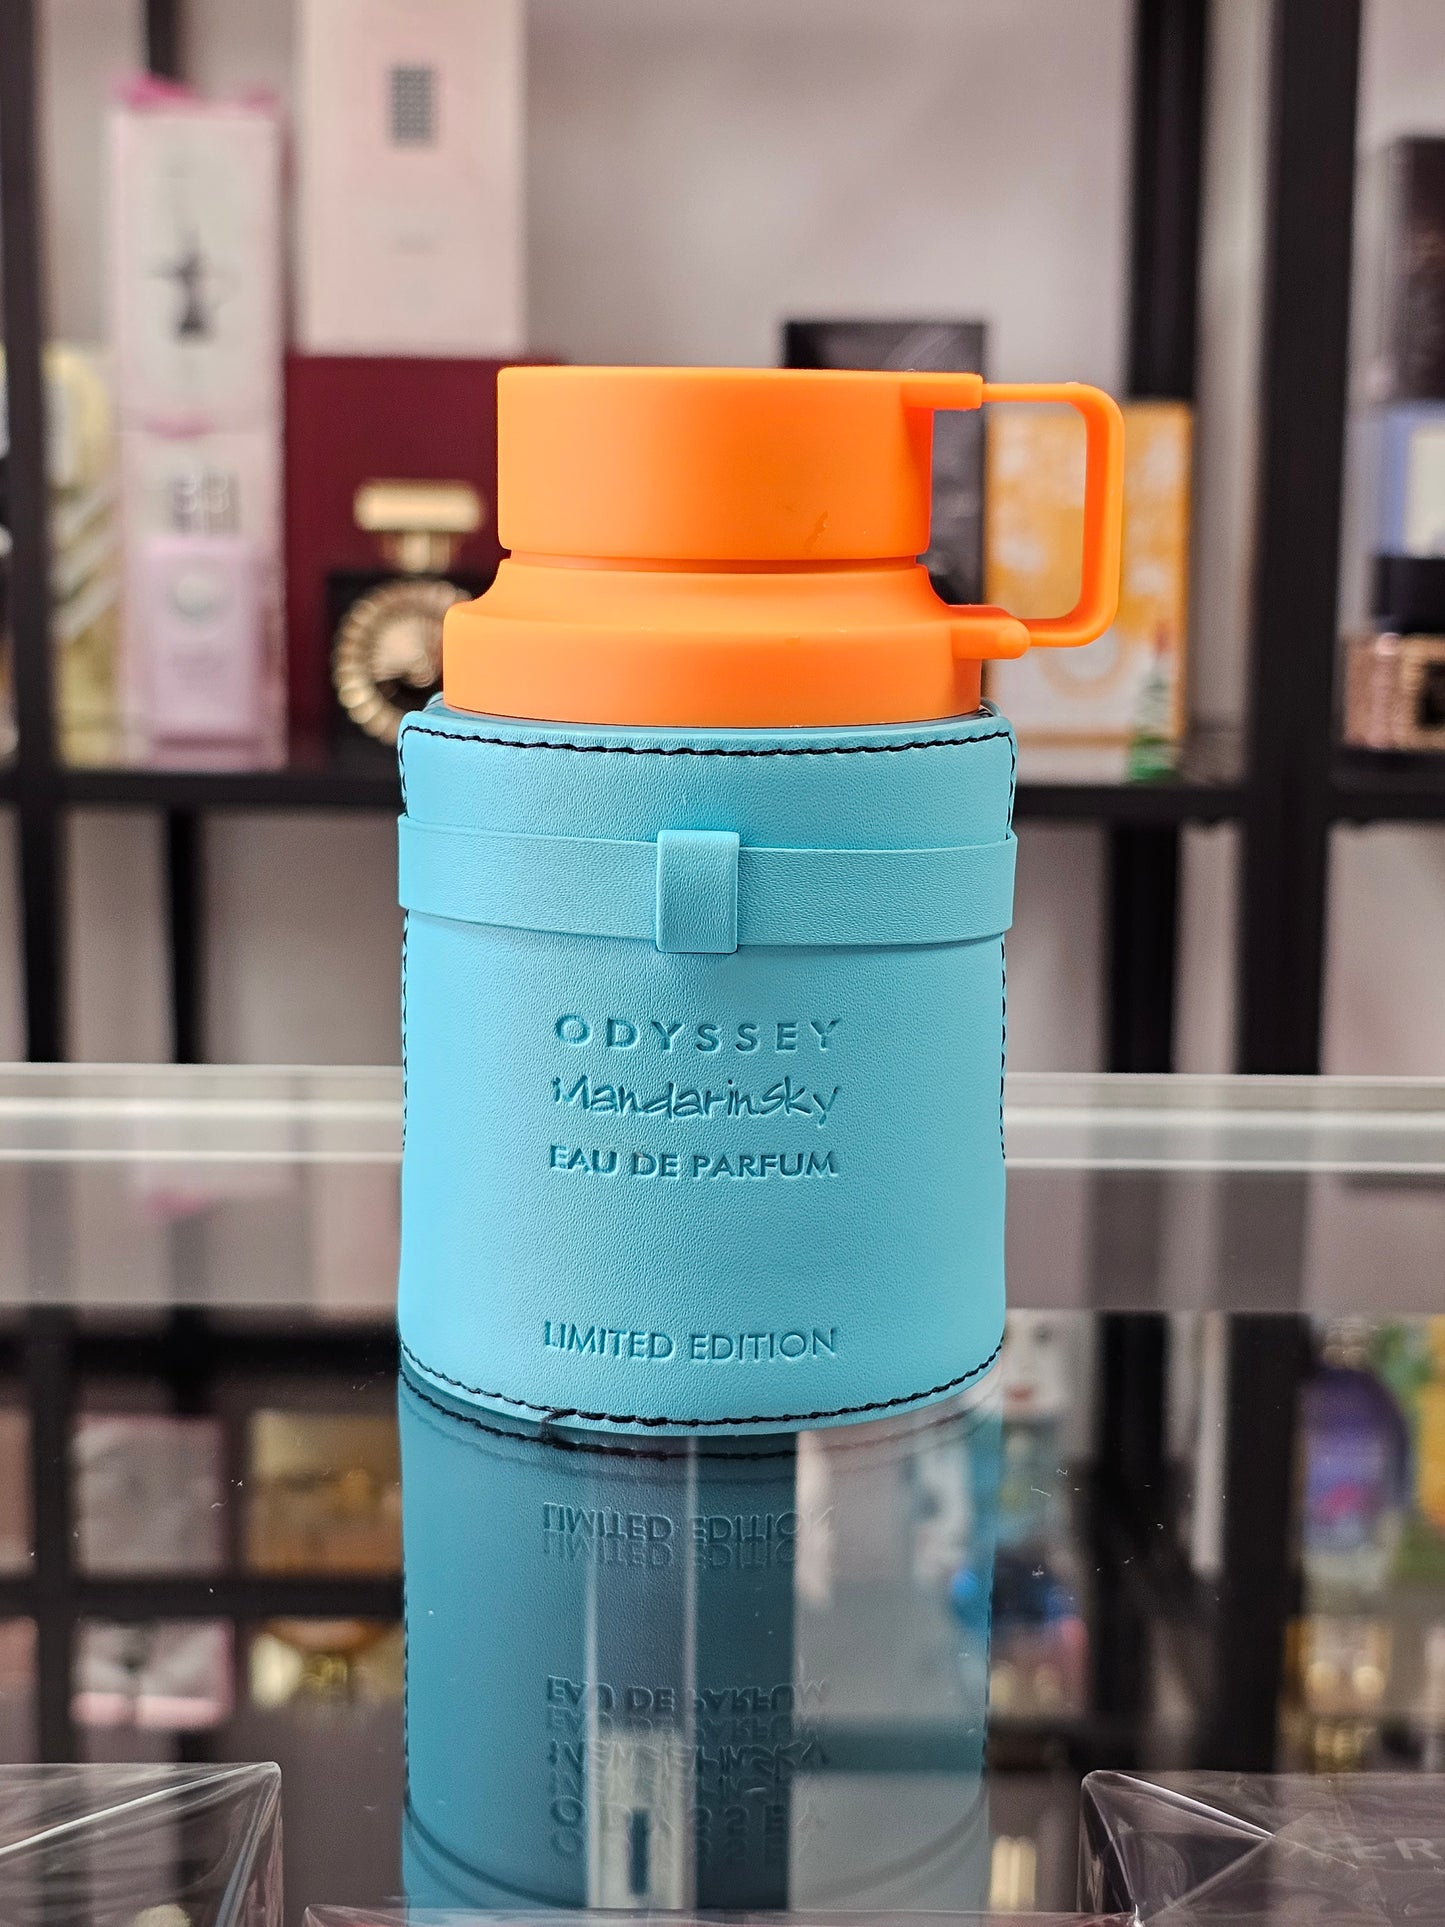 ODYSSEY
Mandarinsky
EAU DE PARFUM
LIMITED EDITION